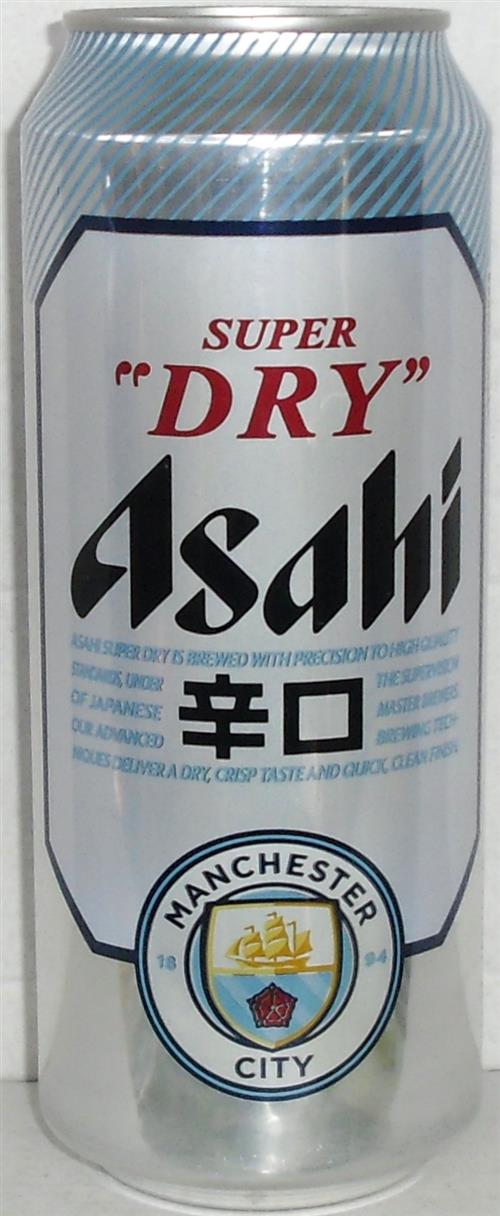 SUPER
"DRY"
Asahi
ASAHI SUPER DRY IS BREWED WITH PRECISION TO HIGH QUALITY
STANDARDS, UNDER THE SUPERVISION
OF JAPANESE MASTER BREWERS.
OUR ADVANCED BREWING TECH-
NIQUES DELIVER A DRY, CRISP TASTE AND QUICK, CLEAN FINISH.
辛口
MANCHESTER
18 94
CITY